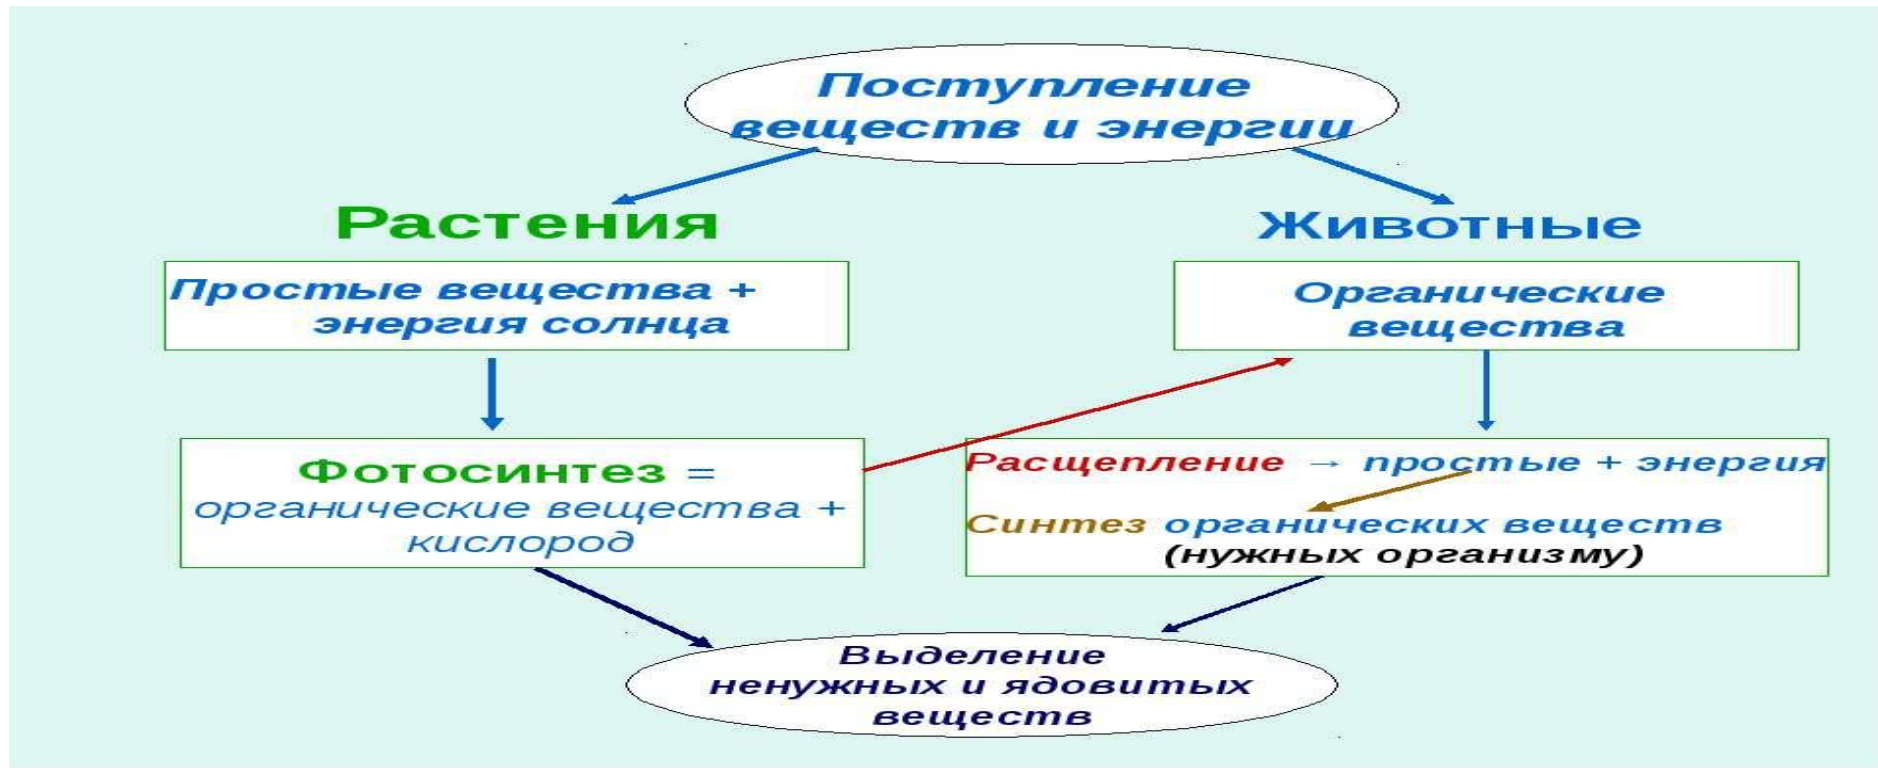 Поступление
веществ и энергии
Растения
Животные
Простые вещества +
энергия солнца
Органические
вещества
Фотосинтез =
органические вещества +
кислород
Расщепление → простые + энергия
Синтез органических веществ
(нужных организму)
Выделение
ненужных и ядовитых
веществ